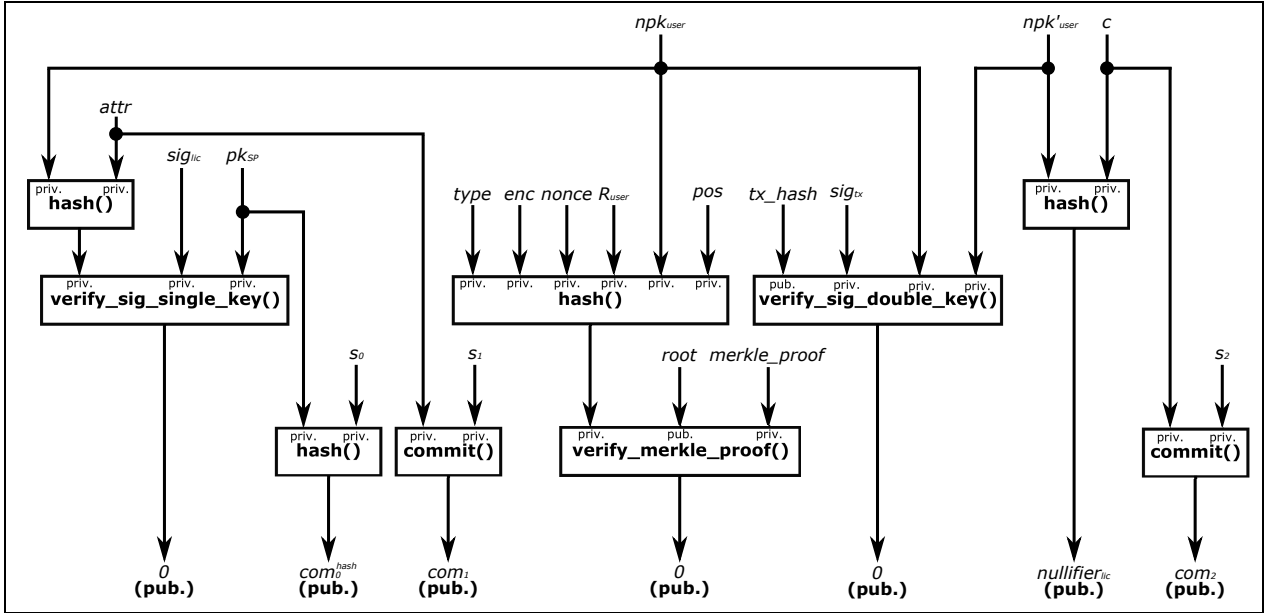 npk_user npk'_user c
attr
sig_lic pk_SP
priv. priv. priv. priv.
hash() type enc nonce R_user pos tx_hash sig_tx hash()
priv. priv. priv. priv. priv. priv. priv. priv. priv. pub. priv. priv. priv.
verify_sig_single_key() hash() verify_sig_double_key()
s_0 s_1 root merkle_proof s_2
priv. priv. priv. priv. priv. pub. priv. priv. priv.
hash() commit() verify_merkle_proof() commit()
0 com_0^hash com_1 0 0 nullifier_lic com_2
(pub.) (pub.) (pub.) (pub.) (pub.) (pub.) (pub.)